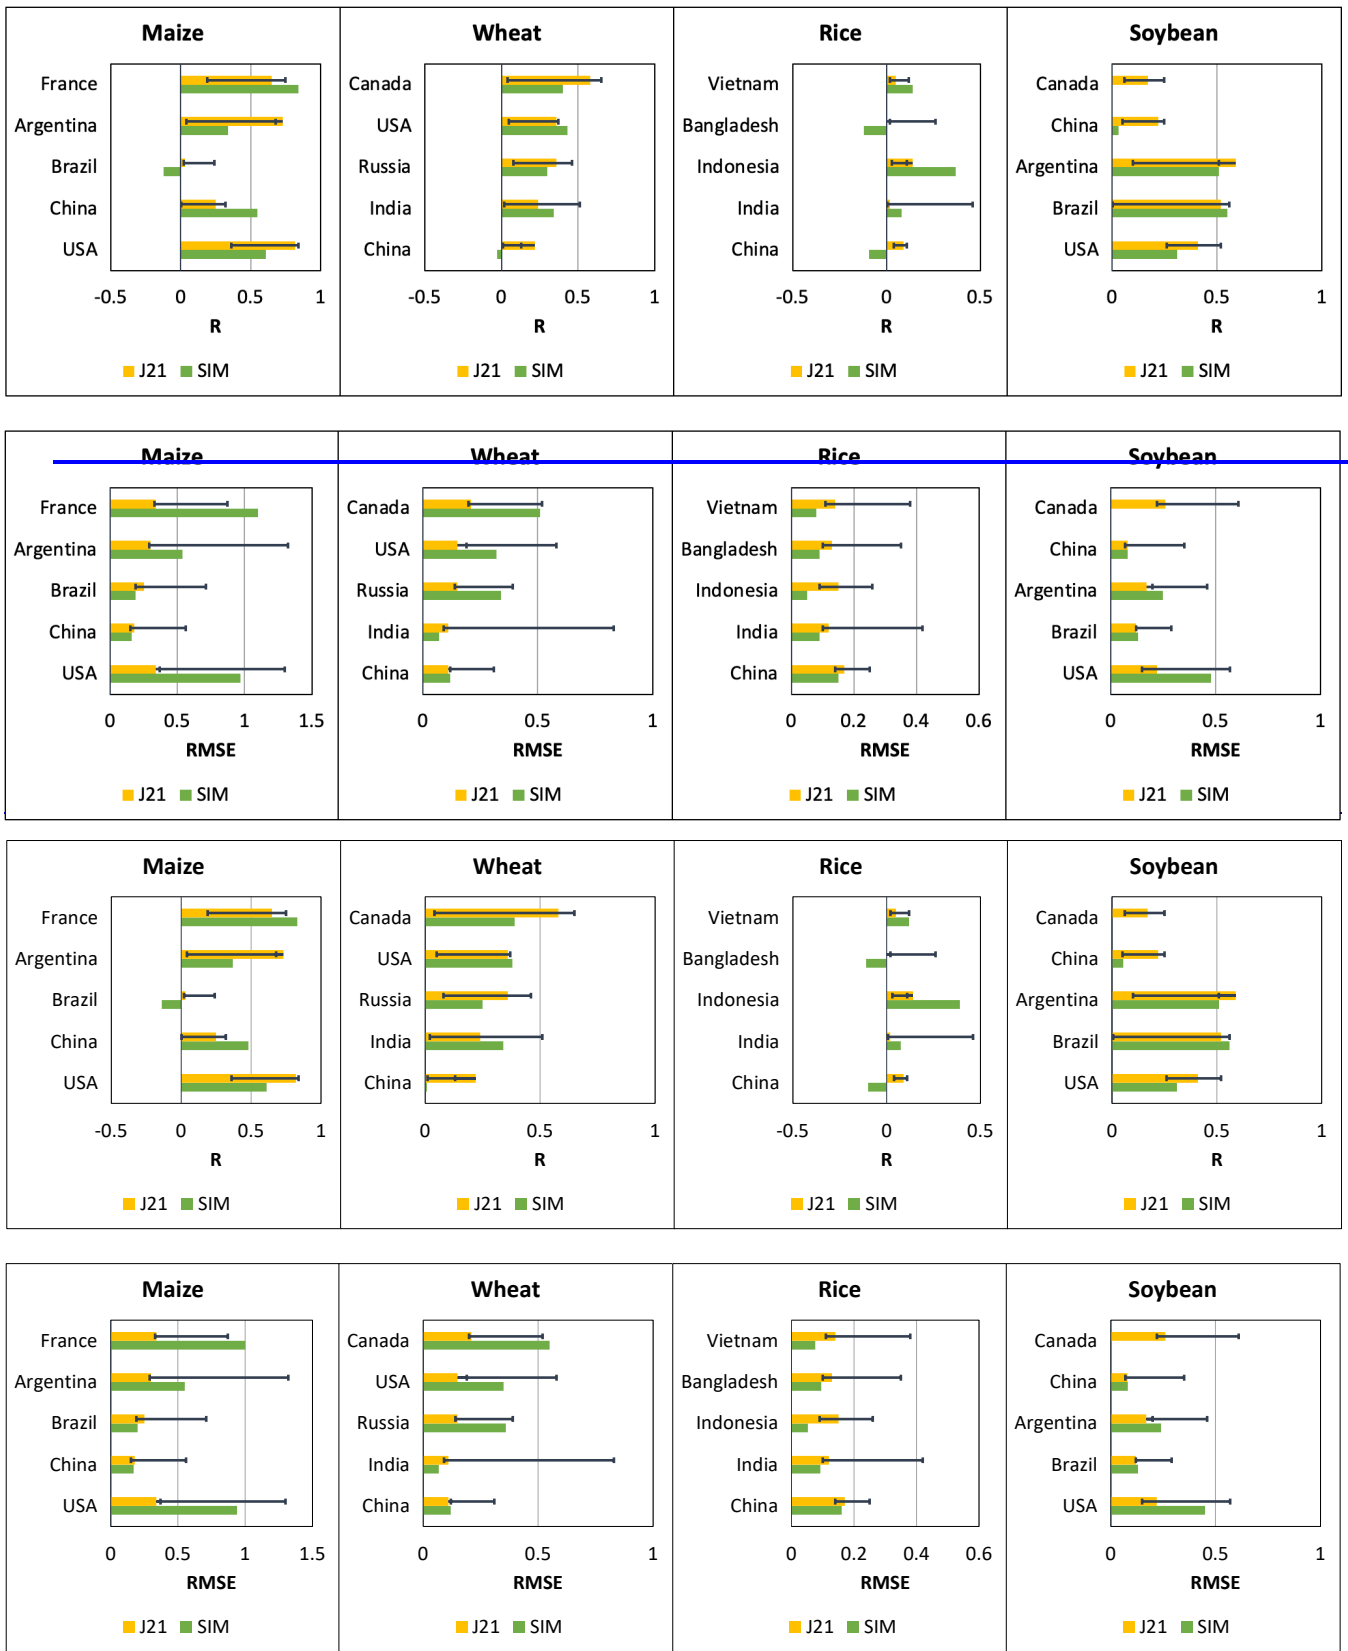 Maize
France
Argentina
Brazil
China
USA
-0.5 0 0.5 1
R
J21 SIM
Wheat
Canada
USA
Russia
India
China
-0.5 0 0.5 1
R
J21 SIM
Rice
Vietnam
Bangladesh
Indonesia
India
China
-0.5 0 0.5
R
J21 SIM
Soybean
Canada
China
Argentina
Brazil
USA
0 0.5 1
R
J21 SIM
Maize
France
Argentina
Brazil
China
USA
0 0.5 1 1.5
RMSE
J21 SIM
Wheat
Canada
USA
Russia
India
China
0 0.5 1
RMSE
J21 SIM
Rice
Vietnam
Bangladesh
Indonesia
India
China
0 0.2 0.4 0.6
RMSE
J21 SIM
Soybean
Canada
China
Argentina
Brazil
USA
0 0.5 1
RMSE
J21 SIM
Maize
France
Argentina
Brazil
China
USA
-0.5 0 0.5 1
R
J21 SIM
Wheat
Canada
USA
Russia
India
China
0 0.5 1
R
J21 SIM
Rice
Vietnam
Bangladesh
Indonesia
India
China
-0.5 0 0.5
R
J21 SIM
Soybean
Canada
China
Argentina
Brazil
USA
0 0.5 1
R
J21 SIM
Maize
France
Argentina
Brazil
China
USA
0 0.5 1 1.5
RMSE
J21 SIM
Wheat
Canada
USA
Russia
India
China
0 0.5 1
RMSE
J21 SIM
Rice
Vietnam
Bangladesh
Indonesia
India
China
0 0.2 0.4 0.6
RMSE
J21 SIM
Soybean
Canada
China
Argentina
Brazil
USA
0 0.5 1
RMSE
J21 SIM